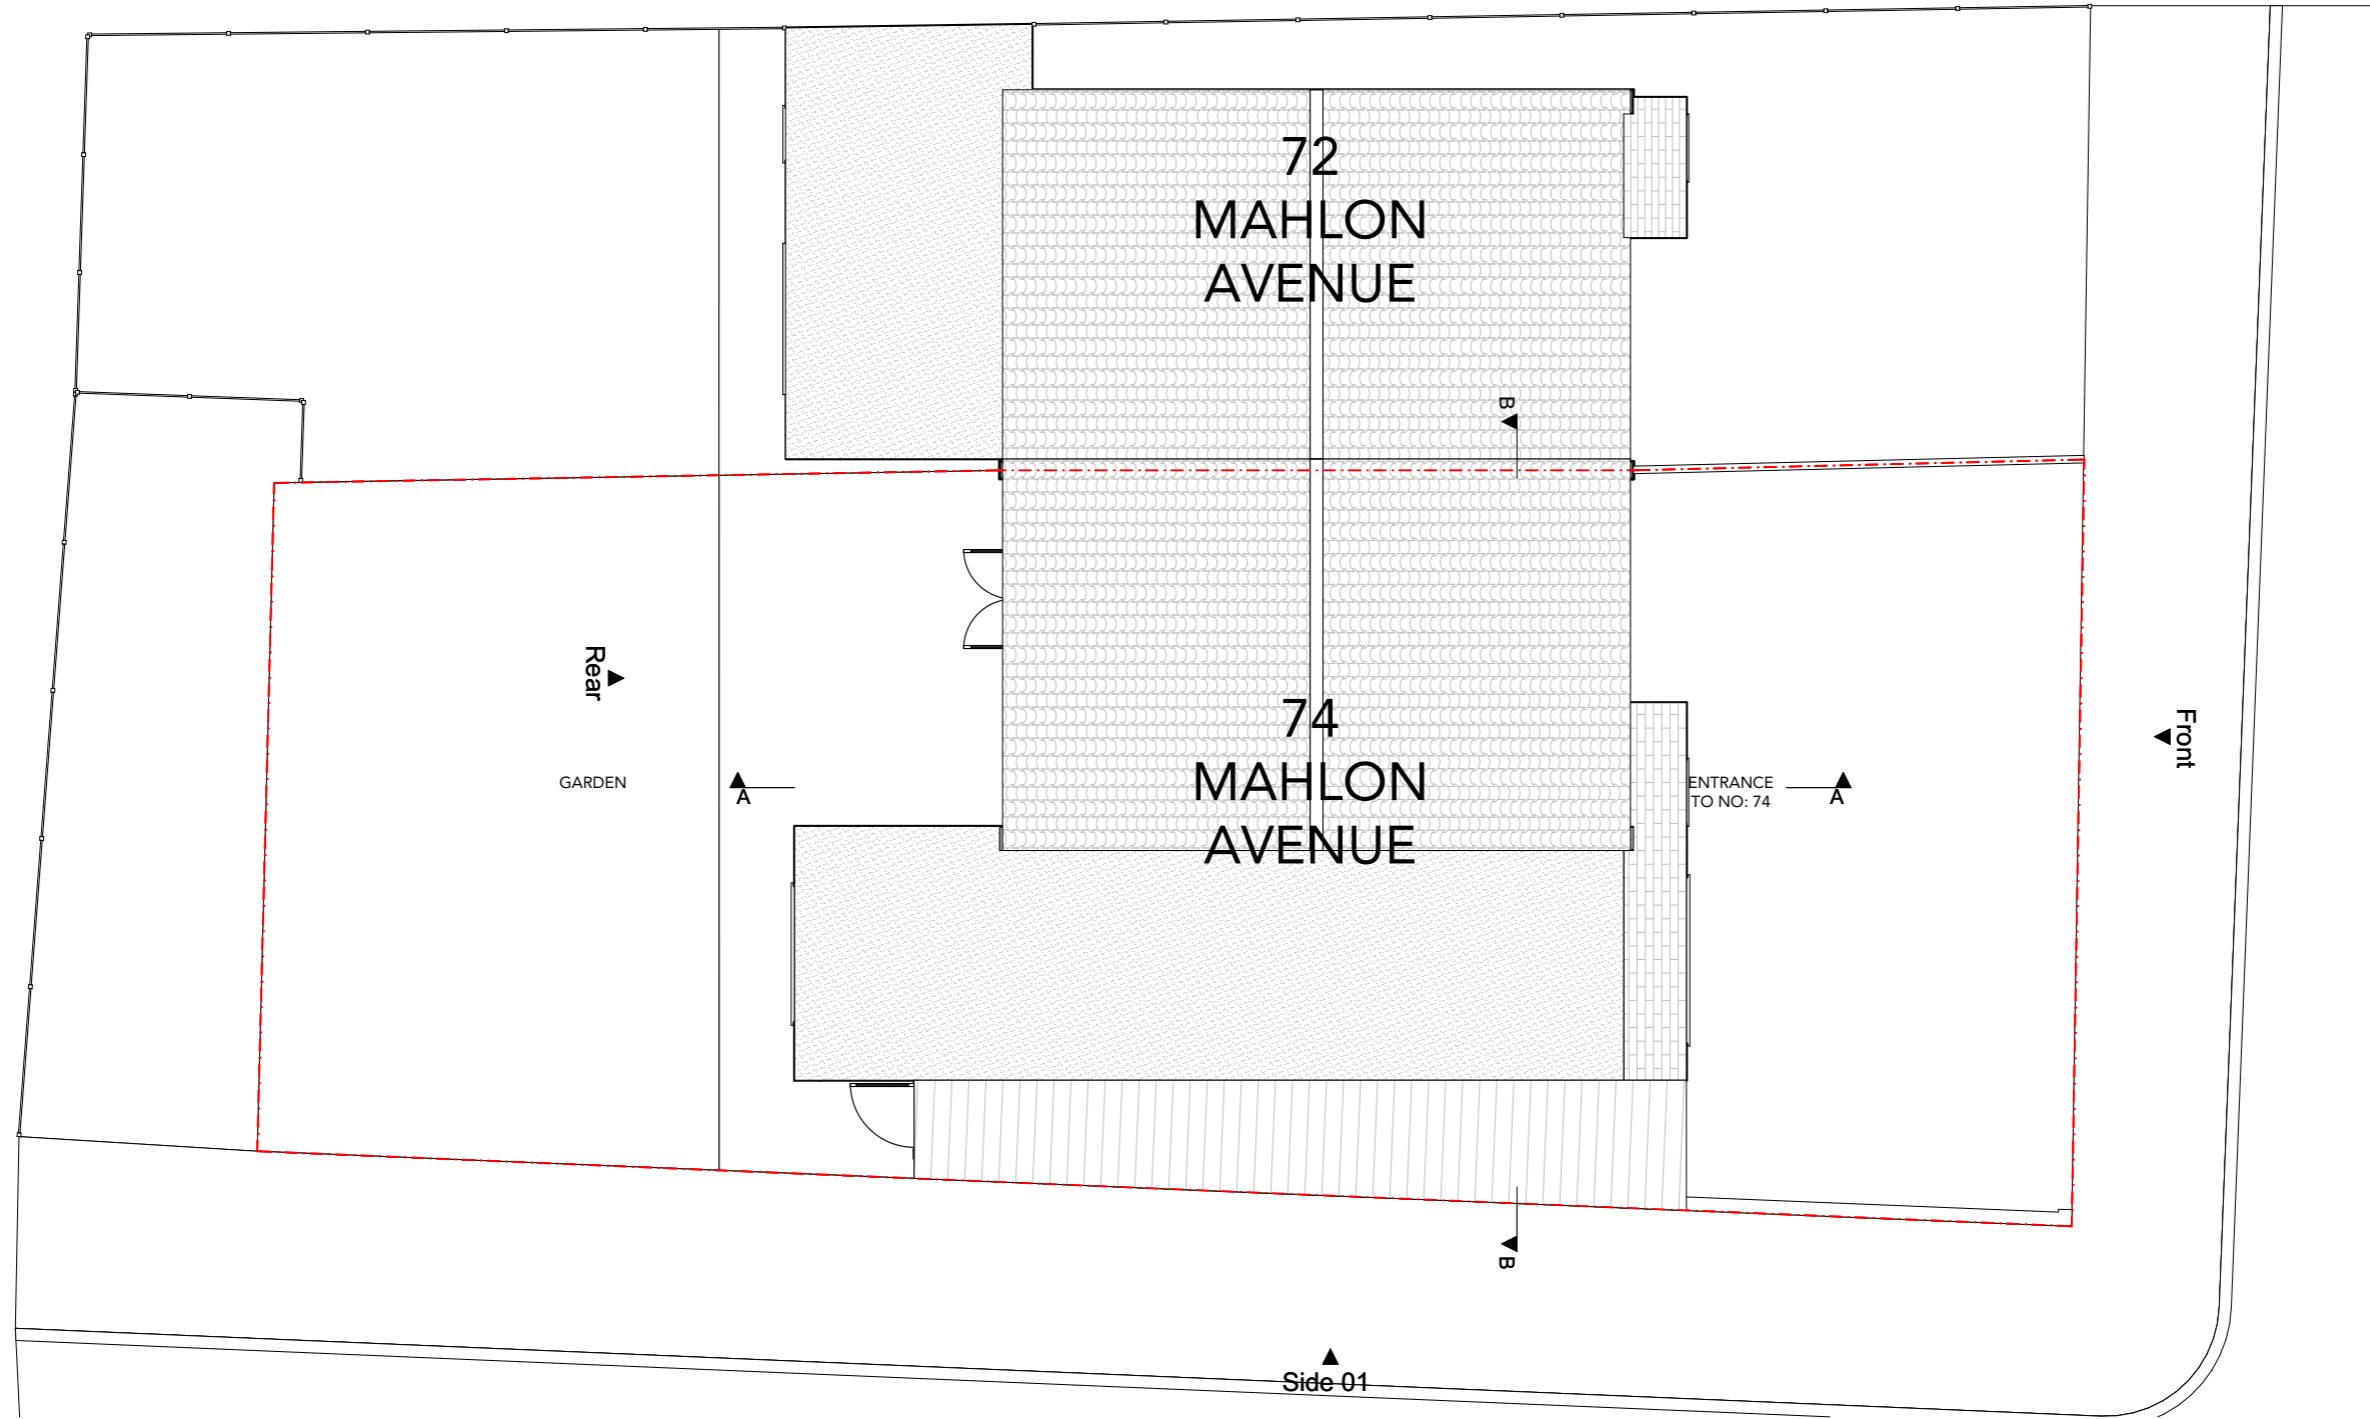 72
MAHLON
AVENUE
B
Rear
74
MAHLON
AVENUE
Front
GARDEN
A
ENTRANCE
TO NO: 74
A
B
Side 01